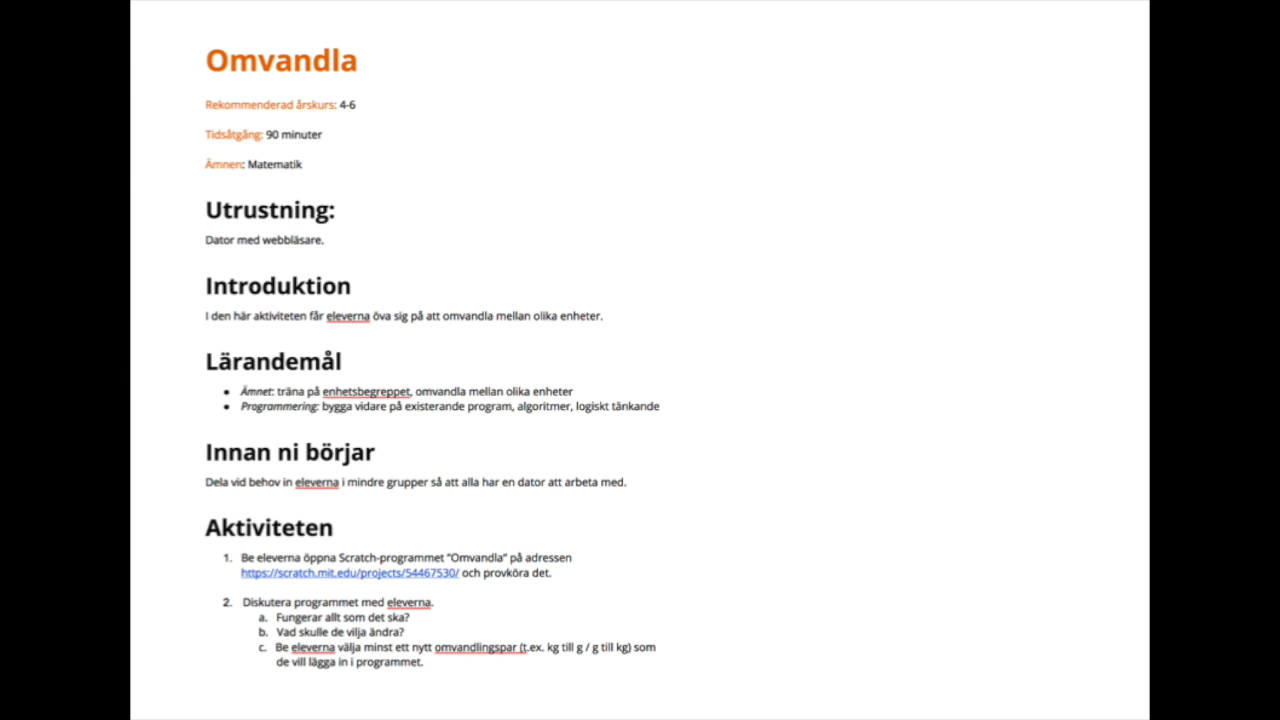 Omvandla
Rekommenderad årskurs: 4-6
Tidsåtgång: 90 minuter
Ämnen: Matematik
Utrustning:
Dator med webbläsare.
Introduktion
I den här aktiviteten får eleverna öva sig på att omvandla mellan olika enheter.
Lärandemål
• Ämnet: träna på enhetsbegreppet, omvandla mellan olika enheter
• Programmering: bygga vidare på existerande program, algoritmer, logiskt tänkande
Innan ni börjar
Dela vid behov in eleverna i mindre grupper så att alla har en dator att arbeta med.
Aktiviteten
1. Be eleverna öppna Scratch-programmet "Omvandla" på adressen
https://scratch.mit.edu/projects/54467530/ och provköra det.
2. Diskutera programmet med eleverna.
a. Fungerar allt som det ska?
b. Vad skulle de vilja ändra?
c. Be eleverna välja minst ett nytt omvandlingspar (t.ex. kg till g / g till kg) som
de vill lägga in i programmet.